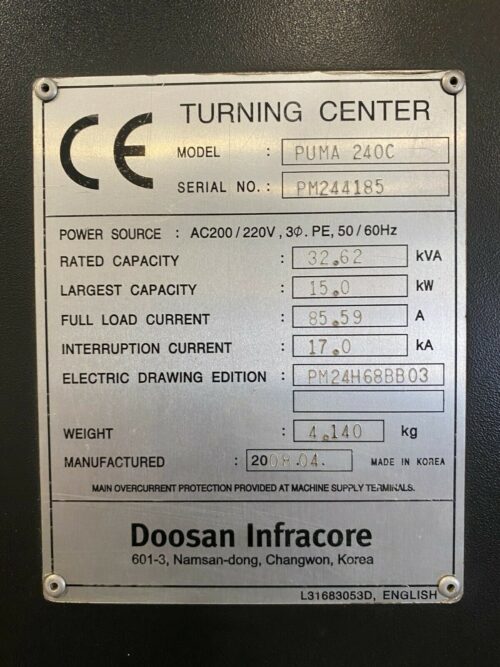 CE
TURNING CENTER
MODEL : PUMA 240C
SERIAL NO. : PM244185
POWER SOURCE : AC200 / 220V , 3Φ. PE, 50 / 60Hz
RATED CAPACITY : 32.62 kVA
LARGEST CAPACITY : 15.0 kW
FULL LOAD CURRENT : 85.59 A
INTERRUPTION CURRENT : 17.0 kA
ELECTRIC DRAWING EDITION : PM24H68BB03
WEIGHT : 4.140 kg
MANUFACTURED : 2008.04. MADE IN KOREA
MAIN OVERCURRENT PROTECTION PROVIDED AT MACHINE SUPPLY TERMINALS.
Doosan Infracore
601-3, Namsan-dong, Changwon, Korea
L31683053D, ENGLISH